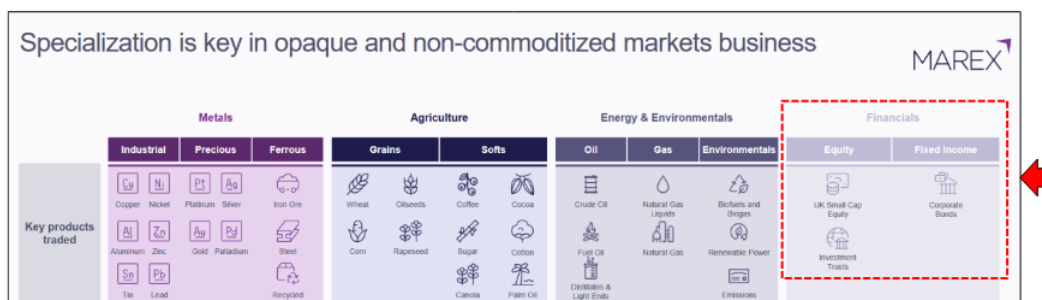 Specialization is key in opaque and non-commoditized markets business
MAREX
Metals
Agriculture
Energy & Environmentals
Financials
Industrial
Precious
Ferrous
Grains
Softs
Oil
Gas
Environmentals
Equity
Fixed Income
Key products
traded
Cu
Ni
Pt
Ag
Copper
Nickel
Platinum
Silver
Iron Ore
Wheat
Oilseeds
Coffee
Cocoa
Crude Oil
Natural Gas
Liquids
Biofuels and
Biogas
UK Small Cap
Equity
Corporate
Bonds
Al
Zn
Au
Pd
Aluminum
Zinc
Gold
Palladium
Steel
Corn
Rapeseed
Sugar
Cotton
Fuel Oil
Natural Gas
Renewable Power
Investment
Trusts
Sn
Pb
Tin
Lead
Recycled
Canola
Palm Oil
Distillates &
Light Ends
Emissions